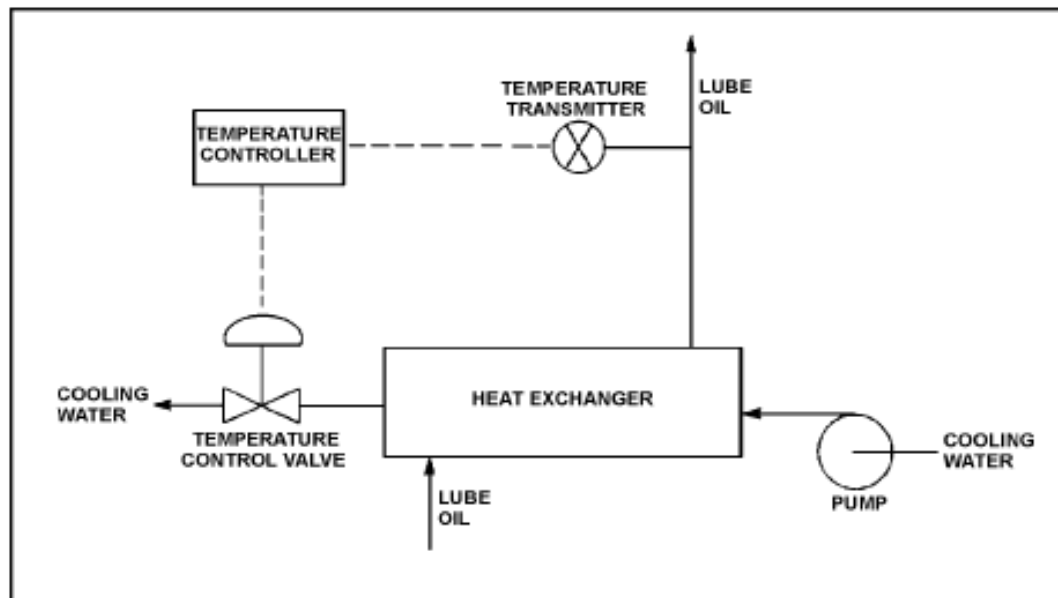 TEMPERATURE
TRANSMITTER
LUBE
OIL
TEMPERATURE
CONTROLLER
COOLING
WATER
HEAT EXCHANGER
TEMPERATURE
CONTROL VALVE
COOLING
WATER
PUMP
LUBE
OIL